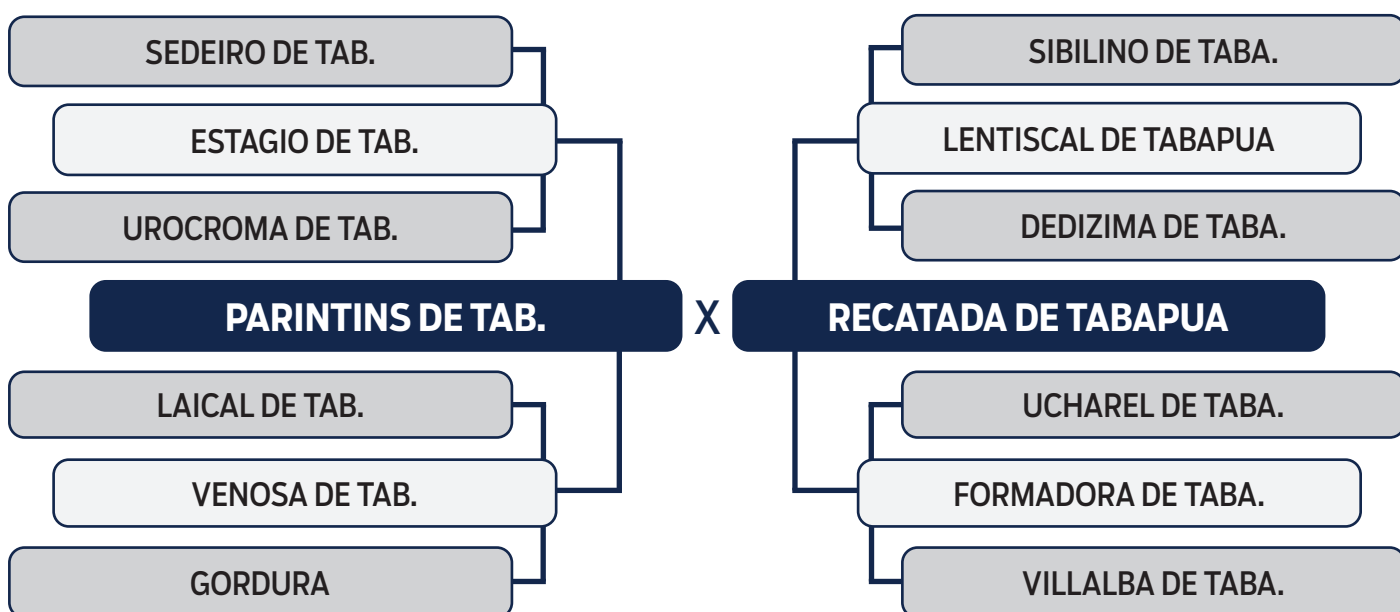 SEDEIRO DE TAB.
ESTAGIO DE TAB.
UROCROMA DE TAB.
PARINTINS DE TAB.
LAICAL DE TAB.
VENOSA DE TAB.
GORDURA
X
SIBILINO DE TABA.
LENTISCAL DE TABAPUA
DEDIZIMA DE TABA.
RECATADA DE TABAPUA
UCHAREL DE TABA.
FORMADORA DE TABA.
VILLALBA DE TABA.